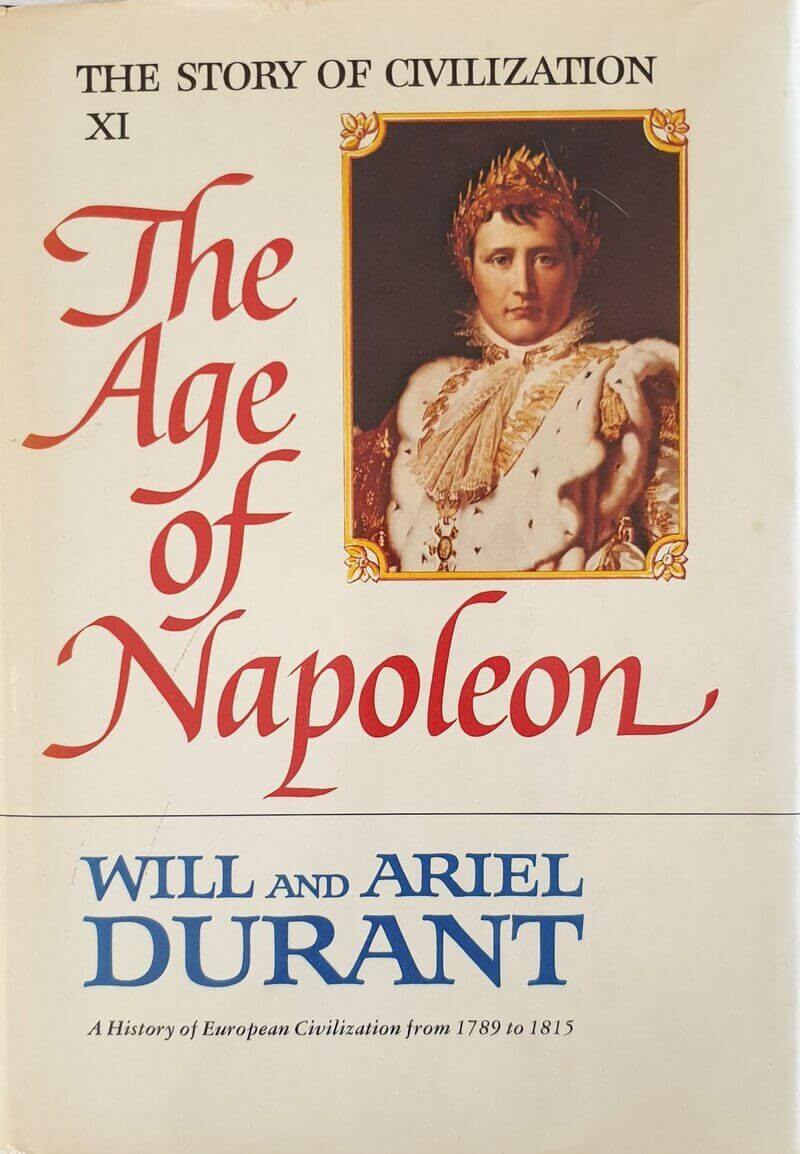 THE STORY OF CIVILIZATION
XI
The
Age
of
Napoleon
WILL AND ARIEL
DURANT
A History of European Civilization from 1789 to 1815